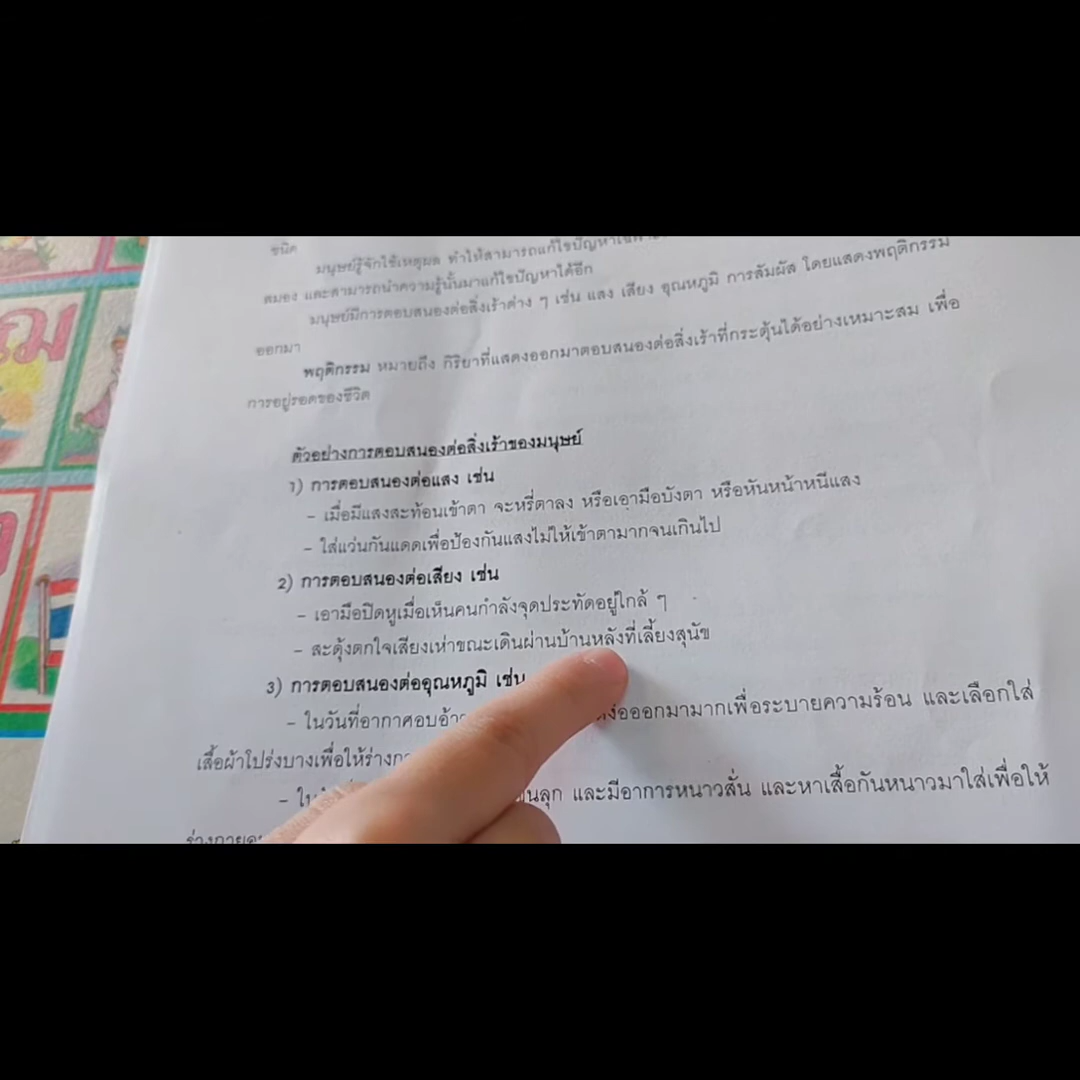 ชนิด
มนุษย์รู้จักใช้เหตุผล ทำให้สามารถแก้ไขปัญหา
สมอง และสามารถนำความรู้นั้นมาแก้ไขปัญหาได้อีก
มนุษย์มีการตอบสนองต่อสิ่งเร้าต่าง ๆ เช่น แสง เสียง อุณหภูมิ การสัมผัส โดยแสดงพฤติกรรม
ออกมา
พฤติกรรม หมายถึง กิริยาที่แสดงออกมาตอบสนองต่อสิ่งเร้าที่กระตุ้นได้อย่างเหมาะสม เพื่อ
การอยู่รอดของชีวิต
ตัวอย่างการตอบสนองต่อสิ่งเร้าของมนุษย์
1) การตอบสนองต่อแสง เช่น
- เมื่อมีแสงสะท้อนเข้าตา จะหรี่ตาลง หรือเอามือบังตา หรือหันหน้าหนีแสง
- ใส่แว่นกันแดดเพื่อป้องกันแสงไม่ให้เข้าตามากจนเกินไป
2) การตอบสนองต่อเสียง เช่น
- เอามือปิดหูเมื่อเห็นคนกำลังจุดประทัดอยู่ใกล้ ๆ
- สะดุ้งตกใจเสียงเห่าขณะเดินผ่านบ้านหลังที่เลี้ยงสุนัข
3) การตอบสนองต่ออุณหภูมิ เช่น
- ในวันที่อากาศอบอ้าว ออกมามากเพื่อระบายความร้อน และเลือกใส่
เสื้อผ้าโปร่งบางเพื่อให้ร่างกาย
- ใน ลุก และมีอาการหนาวสั่น และหาเสื้อกันหนาวมาใส่เพื่อให้
ร่างกาย